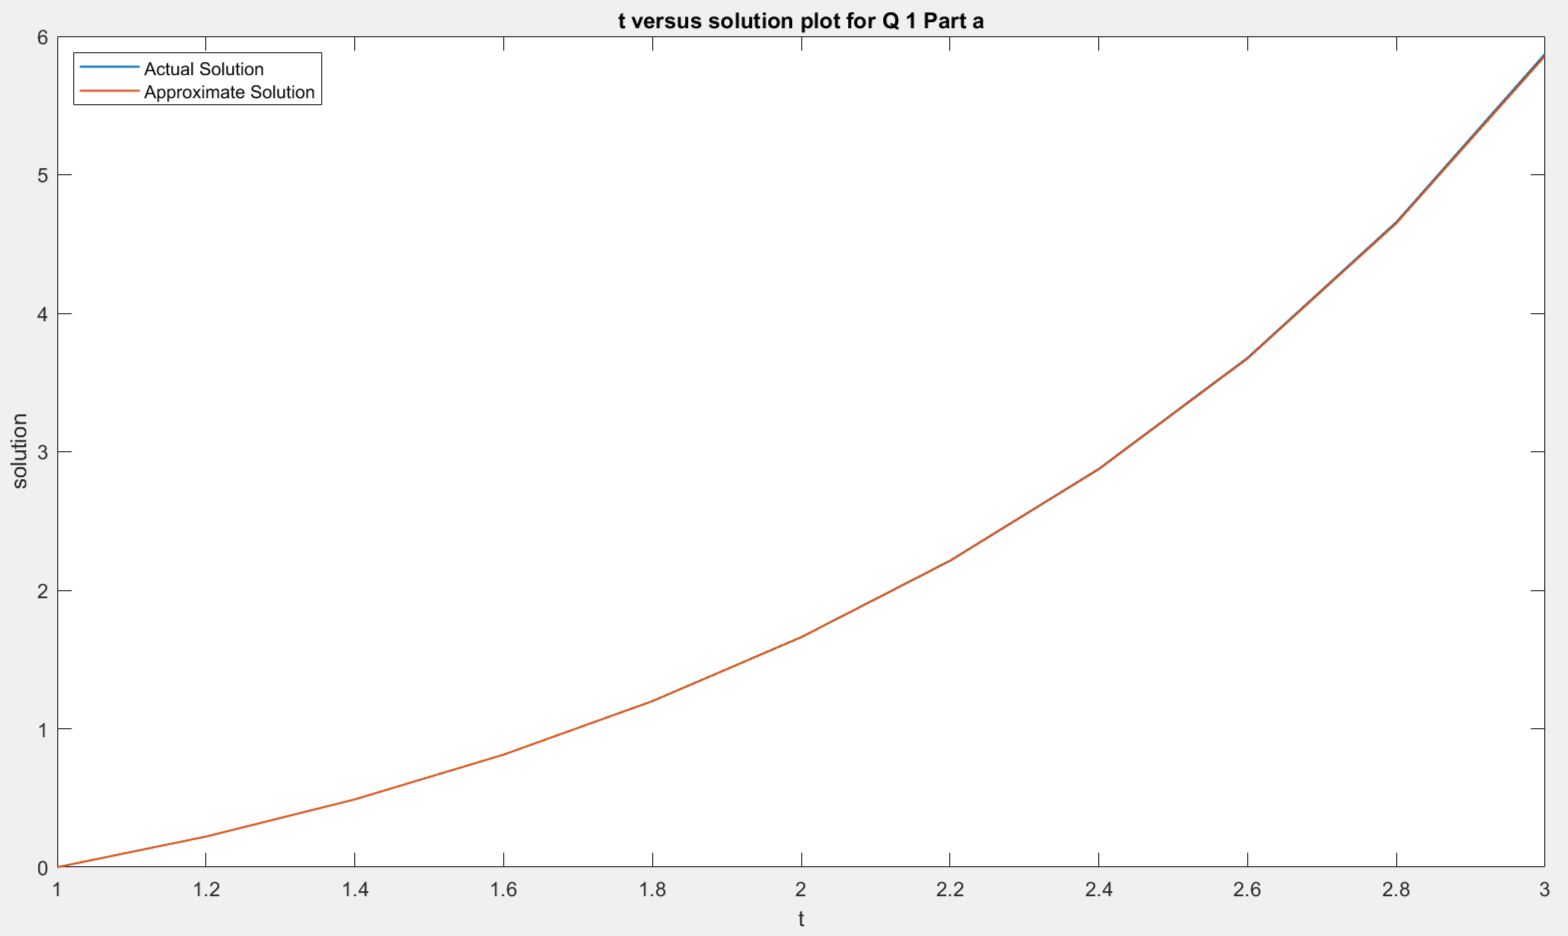 t versus solution plot for Q 1 Part a
Actual Solution
Approximate Solution
6
5
4
3
2
1
0
solution
1 1.2 1.4 1.6 1.8 2 2.2 2.4 2.6 2.8 3
t